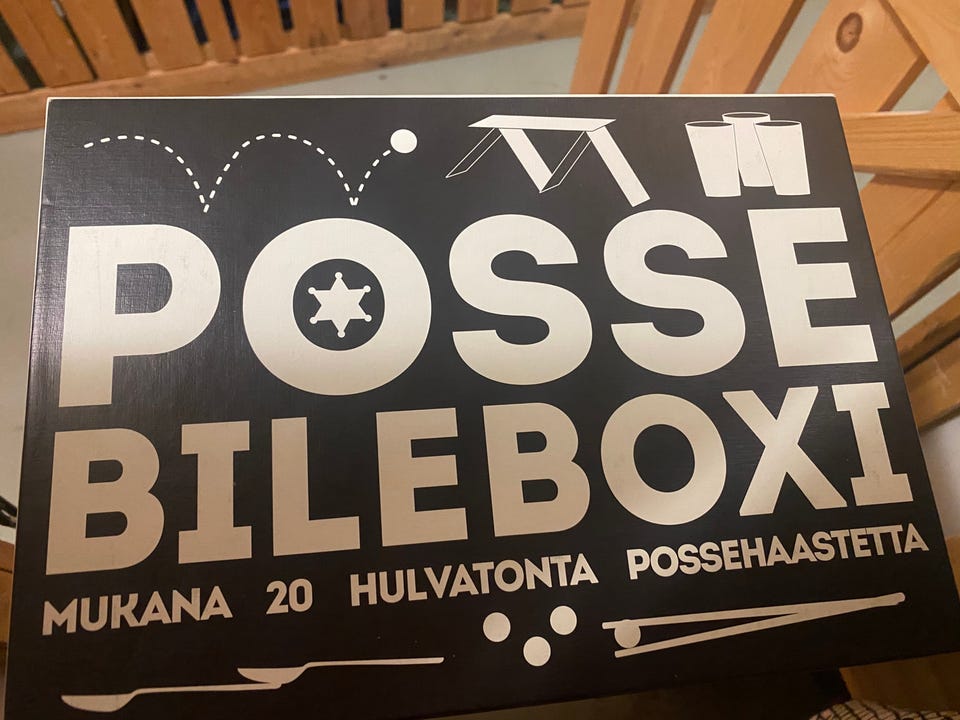 POSSE
BILEBOXI
MUKANA 20 HULVATONTA POSSEHAASTETTA